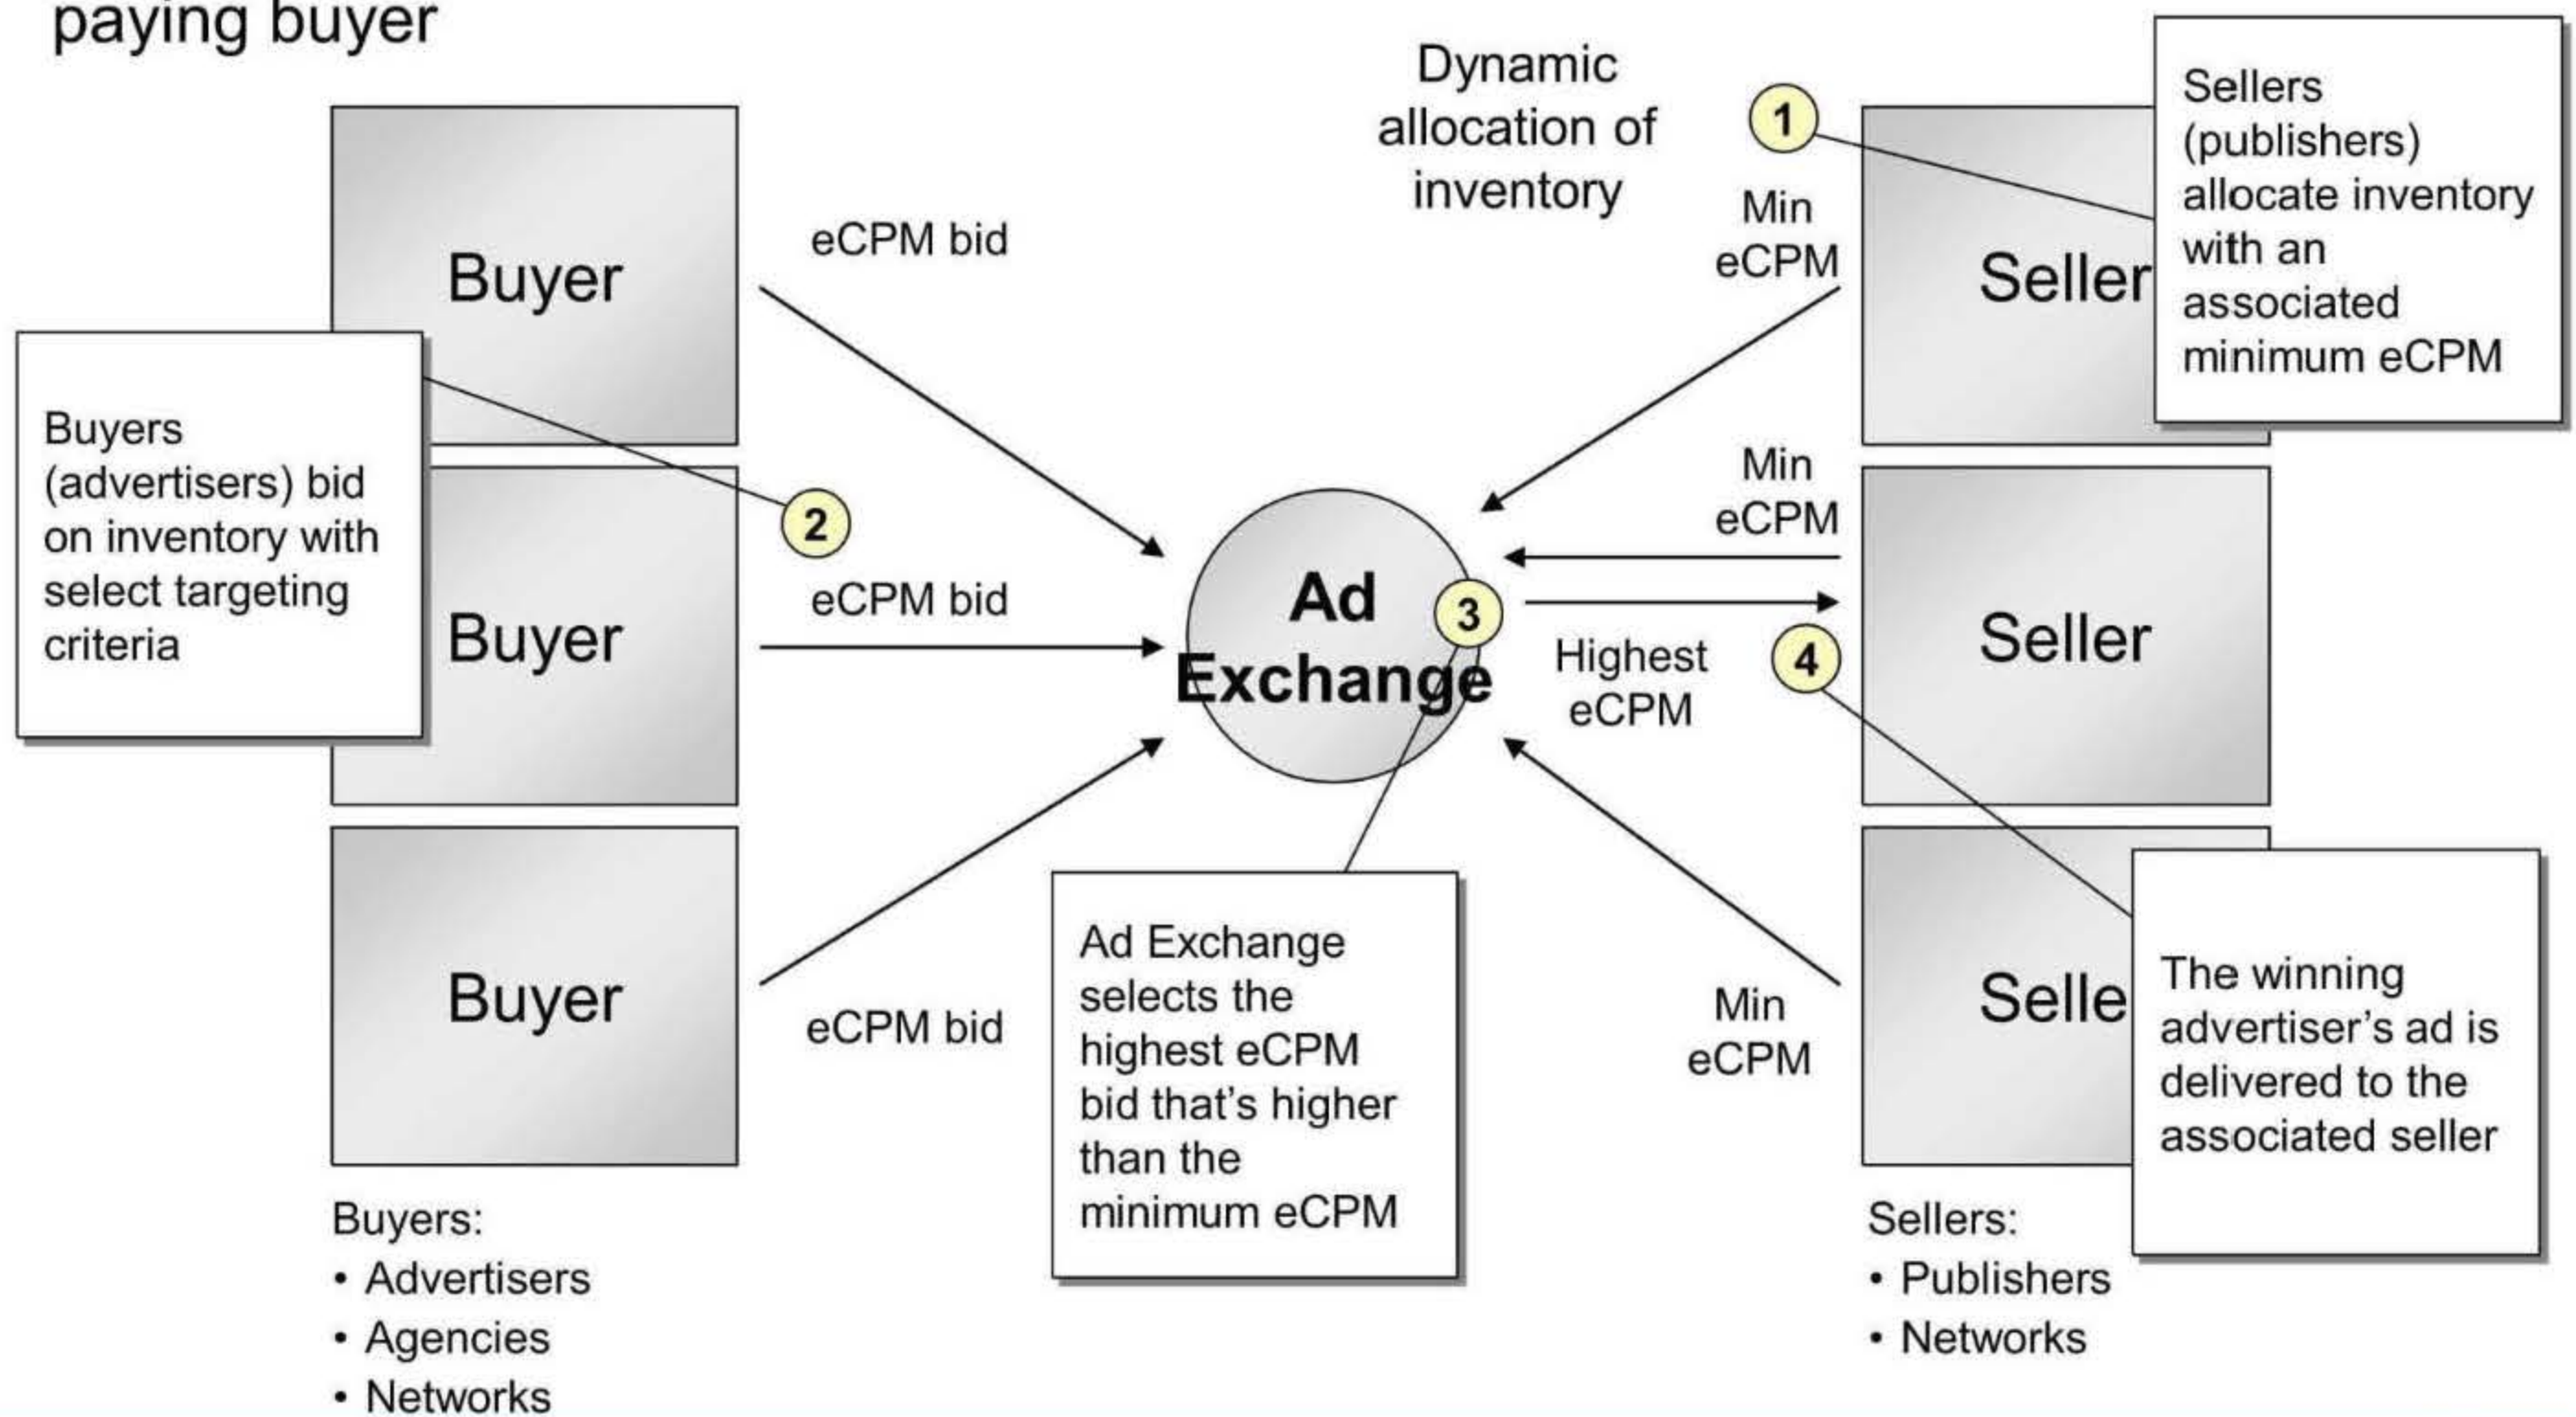 paying buyer
Dynamic
allocation of
inventory
1
Sellers
(publishers)
allocate inventory
with an
associated
minimum eCPM
Buyer
eCPM bid
Min
eCPM
Seller
Buyers
(advertisers) bid
on inventory with
select targeting
criteria
2
Buyer
eCPM bid
Ad
Exchange
3
Min
eCPM
Highest
eCPM
4
Seller
Buyer
eCPM bid
Ad Exchange
selects the
highest eCPM
bid that's higher
than the
minimum eCPM
Min
eCPM
Selle
The winning
advertiser's ad is
delivered to the
associated seller
Buyers:
• Advertisers
• Agencies
• Networks
Sellers:
• Publishers
• Networks